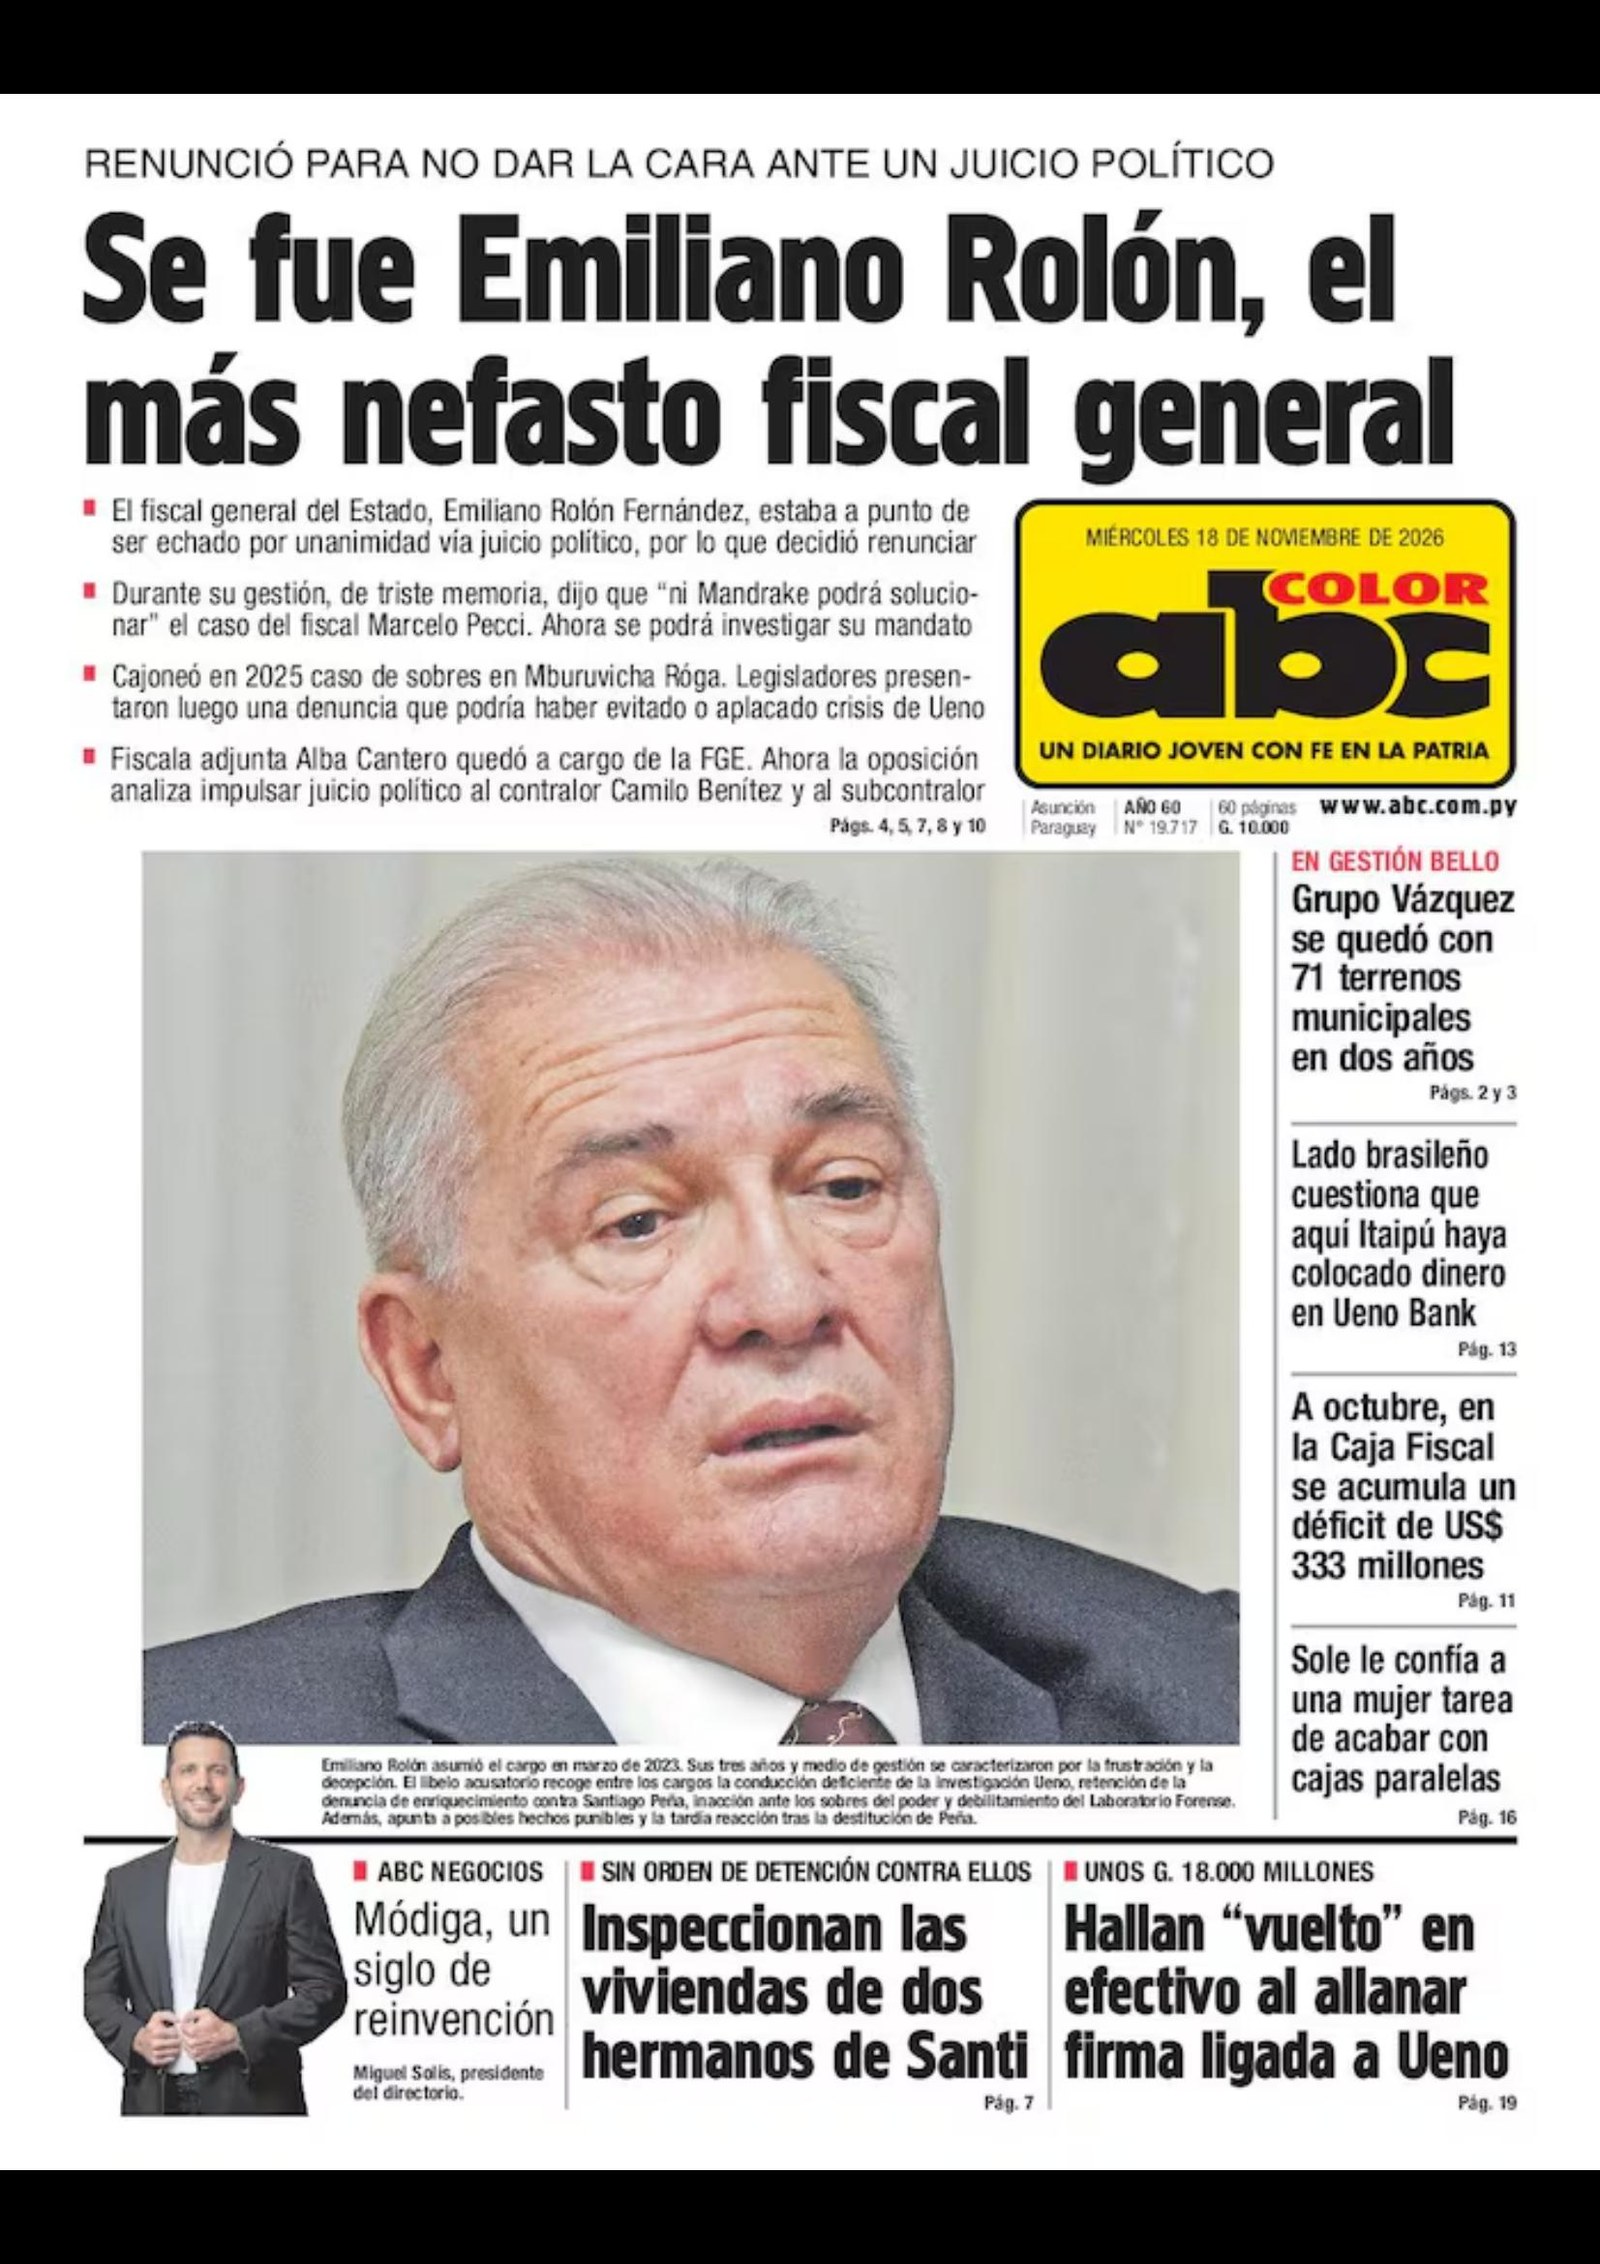 RENUNCIÓ PARA NO DAR LA CARA ANTE UN JUICIO POLÍTICO
Se fue Emiliano Rolón, el
más nefasto fiscal general
El fiscal general del Estado, Emiliano Rolón Fernández, estaba a punto de
ser echado por unanimidad vía juicio político, por lo que decidió renunciar
Durante su gestión, de triste memoria, dijo que “ni Mandrake podrá solucio-
nar” el caso del fiscal Marcelo Pecci. Ahora se podrá investigar su mandato
Cajoneó en 2025 caso de sobres en Mburuvicha Róga. Legisladores presen-
taron luego una denuncia que podría haber evitado o aplacado crisis de Ueno
Fiscala adjunta Alba Cantero quedó a cargo de la FGE. Ahora la oposición
analiza impulsar juicio político al contralor Camilo Benítez y al subcontralor
Págs. 4, 5, 7, 8 y 10
MIÉRCOLES 18 DE NOVIEMBRE DE 2026
COLOR
abc
UN DIARIO JOVEN CON FE EN LA PATRIA
Asunción
Paraguay
AÑO 60
N° 19.717
60 páginas
G. 10.000
www.abc.com.py
EN GESTIÓN BELLO
Grupo Vázquez
se quedó con
71 terrenos
municipales
en dos años
Págs. 2 y 3
Lado brasileño
cuestiona que
aquí Itaipú haya
colocado dinero
en Ueno Bank
Pág. 13
A octubre, en
la Caja Fiscal
se acumula un
déficit de US$
333 millones
Pág. 11
Sole le confía a
una mujer tarea
de acabar con
cajas paralelas
Pág. 16
Emiliano Rolón asumió el cargo en marzo de 2023. Sus tres años y medio de gestión se caracterizaron por la frustración y la
decepción. El libelo acusatorio recoge entre los cargos la conducción deficiente de la investigación Ueno, retención de la
denuncia de enriquecimiento contra Santiago Peña, inacción ante los sobres del poder y debilitamiento del Laboratorio Forense.
Además, apunta a posibles hechos punibles y la tardía reacción tras la destitución de Peña.
ABC NEGOCIOS
Módiga, un
siglo de
reinvención
Miguel Solís, presidente
del directorio.
SIN ORDEN DE DETENCIÓN CONTRA ELLOS
Inspeccionan las
viviendas de dos
hermanos de Santi
Pág. 7
UNOS G. 18.000 MILLONES
Hallan “vuelto” en
efectivo al allanar
firma ligada a Ueno
Pág. 19